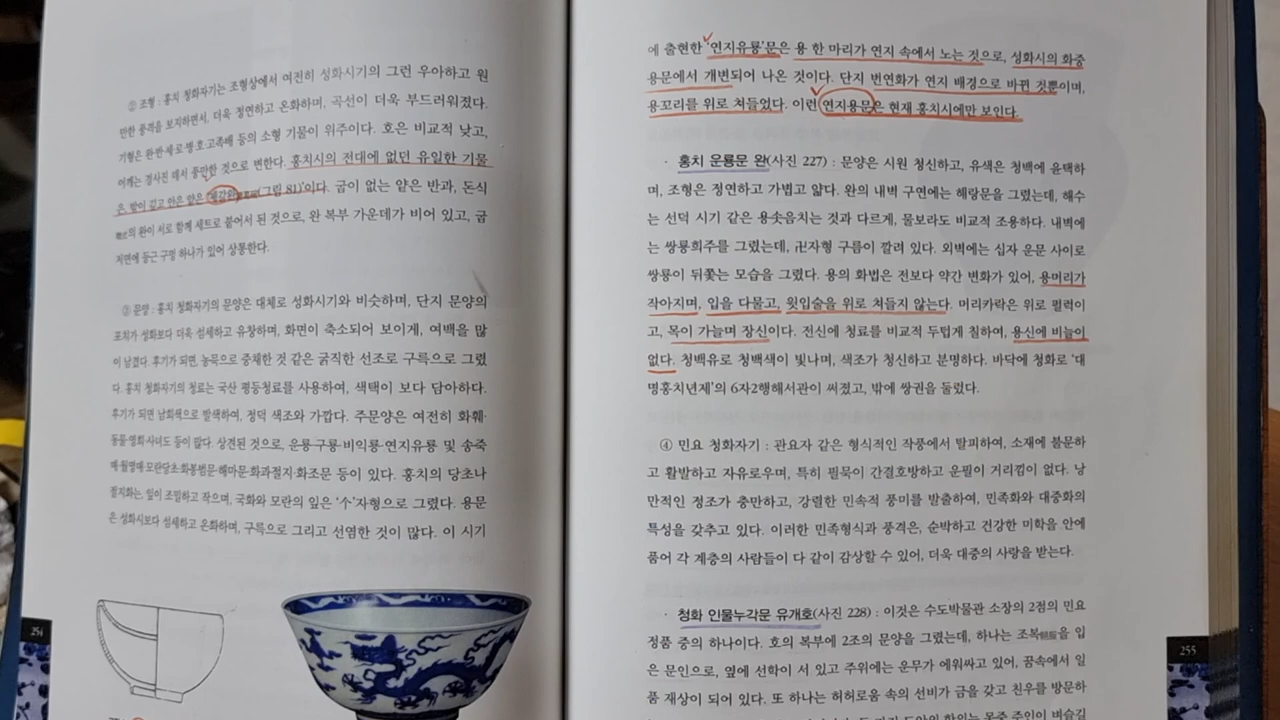 ② 조형 : 홍치 청화자기는 조형상에서 여전히 성화시기의 그런 우아하고 원
만한 풍격을 보지하면서, 더욱 정연하고 온화하며, 곡선이 더욱 부드러워졌다.
기형은 완·반·세로·병·호·고족배 등의 소형 기물이 위주이다. 호은 비교적 낮고,
어깨는 경사진 데서 풍만한 것으로 변한다. 홍치시의 전대에 없던 유일한 기물
은, 밖이 깊고 안은 얕은 (그림 81)'이다. 굽이 없는 얕은 반과, 돈식
의 완이 서로 함께 세트로 붙어서 된 것으로, 완 복부 가운데가 비어 있고, 굽
저면에 둥근 구멍 하나가 있어 상통한다.
③ 문양 : 홍치 청화자기의 문양은 대체로 성화시기와 비슷하며, 단지 문양의
포치가 성화보다 더욱 섬세하고 유창하며, 화면이 축소되어 보이게, 여백을 많
이 남겼다. 후기가 되면, 농묵으로 중채한 것 같은 굵직한 선조로 구륵으로 그렸
다. 홍치 청화자기의 청료는 국산 평등청료를 사용하여, 색택이 보다 담아하다.
후기가 되면 남회색으로 발색하여, 정덕 색조와 가깝다. 주문양은 여전히 화훼·
동물·영희·사녀도 등이 많다. 상견된 것으로, 운룡·구룡·비익룡·연지유룡 및 송죽
매·월영매·모란당초·화봉범문·해마문·화과절지·화조문 등이 있다. 홍치의 당초나
절지화는, 잎이 조밀하고 작으며, 국화와 모란의 잎은 '个'자형으로 그렸다. 용문
은 성화시보다 섬세하고 온화하며, 구륵으로 그리고 선염한 것이 많다. 이 시기
254
에 출현한 '연지유룡'문은 용 한 마리가 연지 속에서 노는 것으로, 성화시의 화중
용문에서 개변되어 나온 것이다. 단지 번연화가 연지 배경으로 바뀐 것뿐이며,
용꼬리를 위로 쳐들었다. 이런 연지용문은 현재 홍치시에만 보인다.
· 홍치 운룡문 완(사진 227) : 문양은 시원 청신하고, 유색은 청백에 윤택하
며, 조형은 정연하고 가볍고 얇다. 완의 내벽 구연에는 해랑문을 그렸는데, 해수
는 선덕 시기 같은 용솟음치는 것과 다르게, 물보라도 비교적 조용하다. 내벽에
는 쌍룡희주를 그렸는데, 卍자형 구름이 깔려 있다. 외벽에는 십자 운문 사이로
쌍룡이 뒤쫓는 모습을 그렸다. 용의 화법은 전보다 약간 변화가 있어, 용머리가
작아지며, 입을 다물고, 윗입술을 위로 쳐들지 않는다. 머리카락은 위로 펄럭이
고, 목이 가늘며 장신이다. 전신에 청료를 비교적 두텁게 칠하여, 용신에 비늘이
없다. 청백유로 청백색이 빛나며, 색조가 청신하고 분명하다. 바닥에 청화로 '대
명홍치년제'의 6자2행해서관이 써졌고, 밖에 쌍권을 둘렀다.
④ 민요 청화자기 : 관요자 같은 형식적인 작풍에서 탈피하여, 소재에 불문하
고 활발하고 자유로우며, 특히 필묵이 간결호방하고 운필이 거리낌이 없다. 낭
만적인 정조가 충만하고, 강렬한 민속적 풍미를 발출하여, 민족화와 대중화의
특성을 갖추고 있다. 이러한 민족형식과 풍격은, 순박하고 건강한 미학을 안에
품어 각 계층의 사람들이 다 같이 감상할 수 있어, 더욱 대중의 사랑을 받는다.
· 청화 인물누각문 유개호(사진 228) : 이것은 수도박물관 소장의 2점의 민요
정품 중의 하나이다. 호의 복부에 2조의 문양을 그렸는데, 하나는 조복을 입
은 문인으로, 옆에 선학이 서 있고 주위에는 운무가 에워싸고 있어, 꿈속에서 일
품 재상이 되어 있다. 또 하나는 허허로움 속의 선비가 금을 갖고 친우를 방문하
255